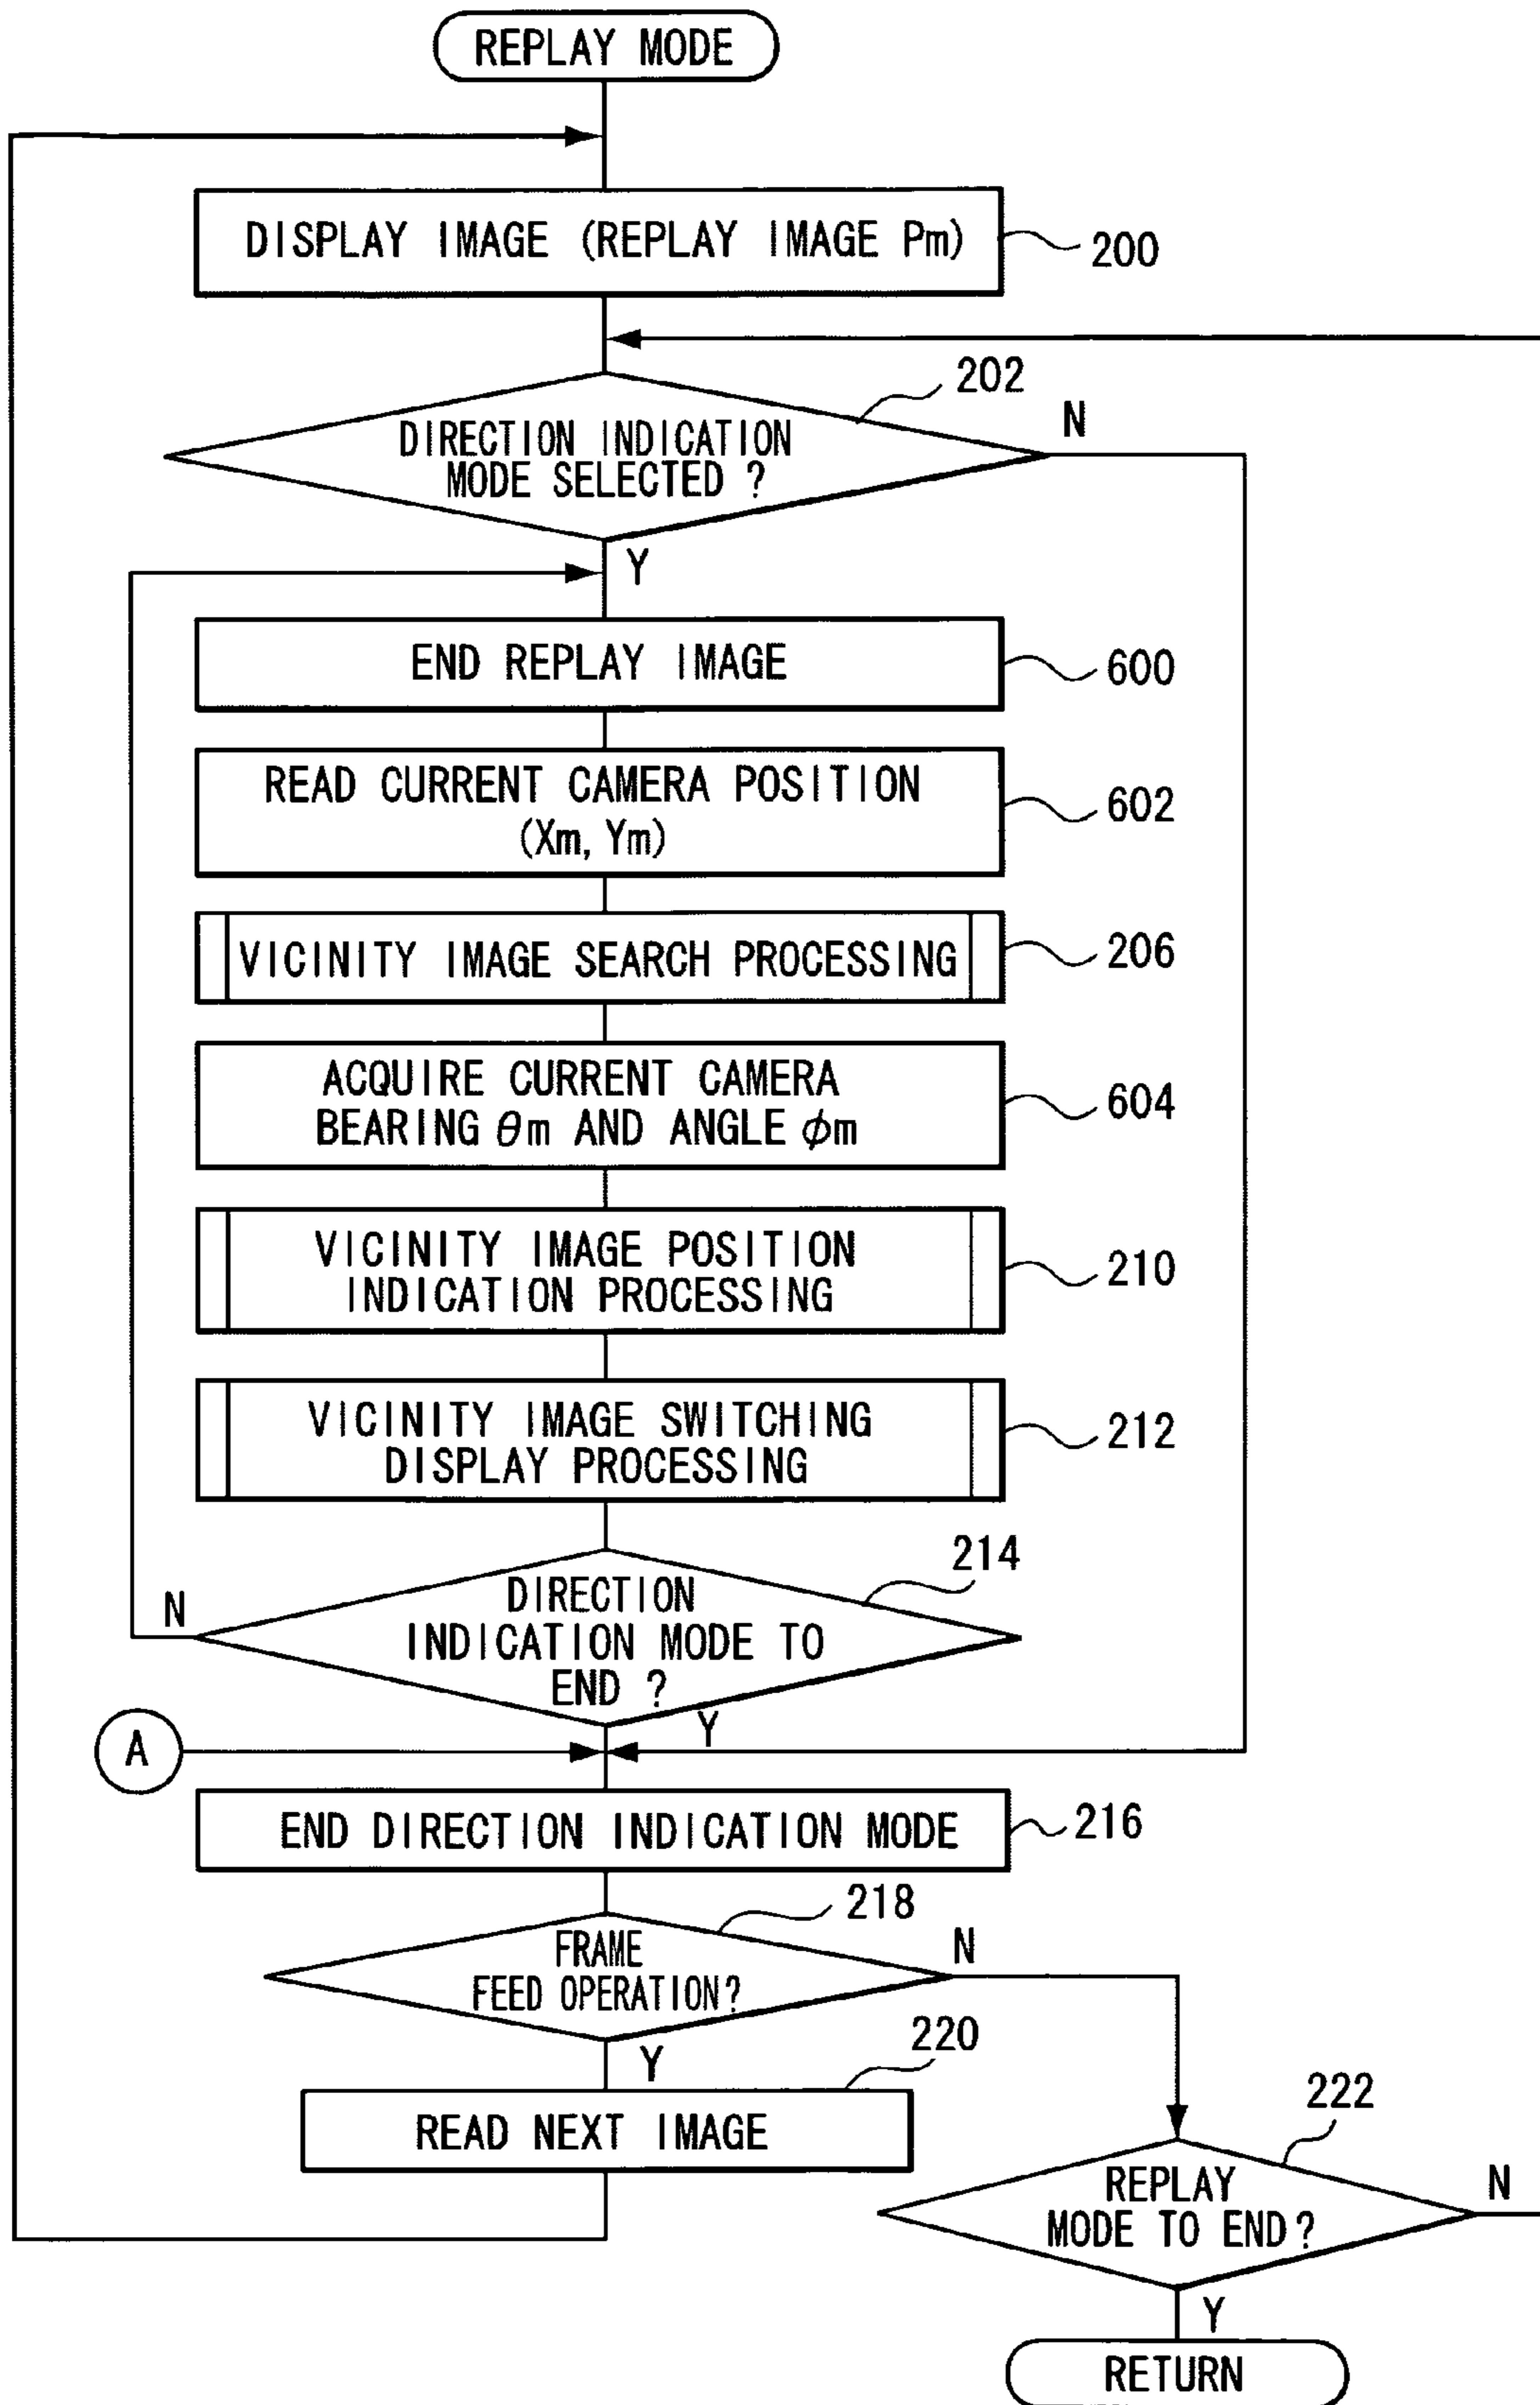 REPLAY MODE
DISPLAY IMAGE (REPLAY IMAGE Pm)
200
202
DIRECTION INDICATION
MODE SELECTED ?
N
Y
END REPLAY IMAGE
600
READ CURRENT CAMERA POSITION
(Xm, Ym)
602
VICINITY IMAGE SEARCH PROCESSING
206
ACQUIRE CURRENT CAMERA
BEARING θm AND ANGLE ϕm
604
VICINITY IMAGE POSITION
INDICATION PROCESSING
210
VICINITY IMAGE SWITCHING
DISPLAY PROCESSING
212
214
DIRECTION
INDICATION MODE TO
END ?
N
Y
A
END DIRECTION INDICATION MODE
216
218
FRAME
FEED OPERATION?
N
Y
220
READ NEXT IMAGE
222
REPLAY
MODE TO END?
N
Y
RETURN